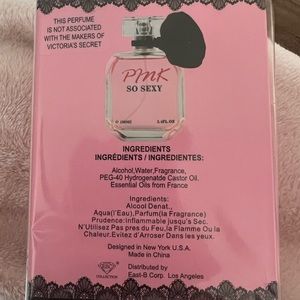 THIS PERFUME
IS NOT ASSOCIATED
WITH THE MAKERS OF
VICTORIA'S SECRET
PINK
SO SEXY
℮ 100ML 3.4FL.OZ
INGREDIENTS
INGRÉDIENTS / INGREDIENTES:
Alcohol,Water,Fragrance,
PEG-40 Hydrogenatde Castor Oil.
Essential Oils from France
INGREDIENTS
Alcool Denat.,
Aqua(l'Eau),Parfum(la Fragrance)
Prudence:Inflammable jusqu's Sec.
N'Utilisez Pas pres du Feu,la Flamme Ou la
Chaleur.Evitez d'Arroser Dans les yeux.
Designed in New York U.S.A.
Made in China
COLLECTION
Distributed by
East-B Corp. Los Angeles